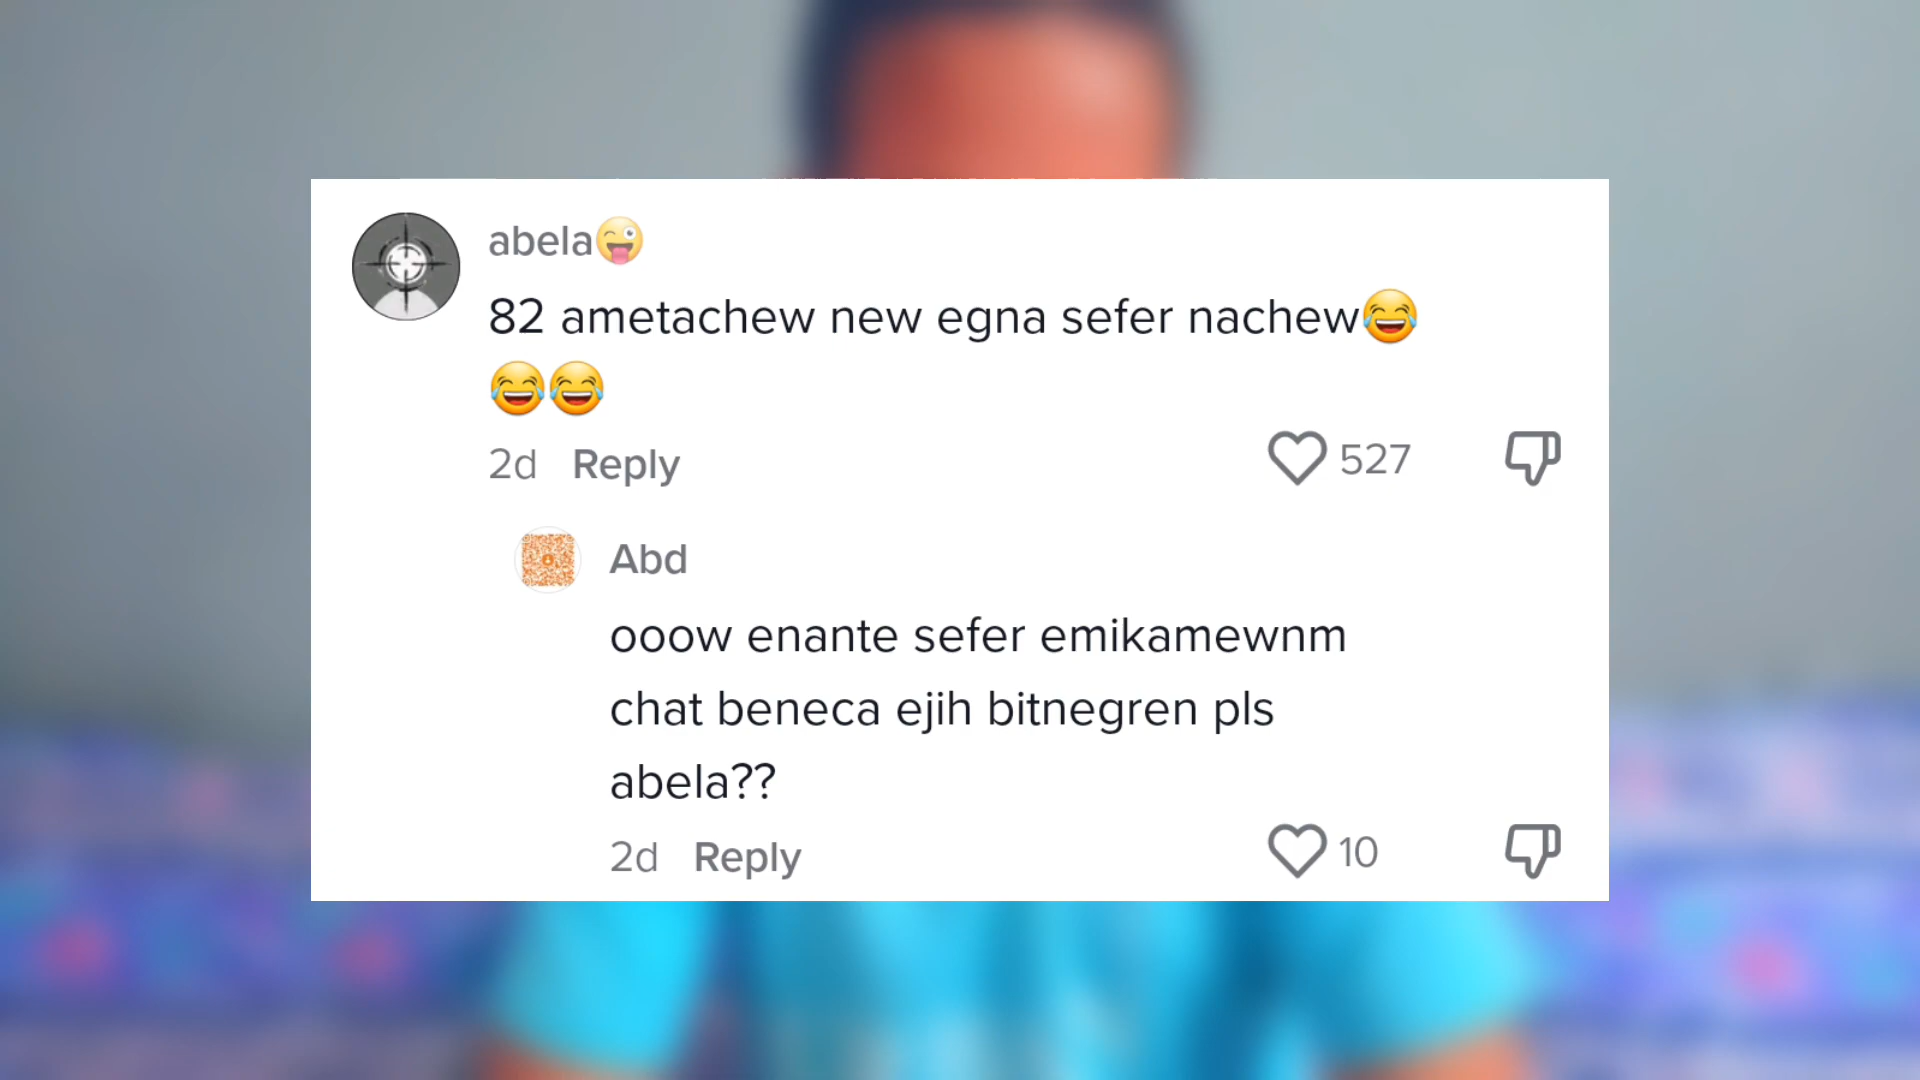 abela😜
82 ametachew new egna sefer nachew😂
😂😂
2d Reply 527
Abd
ooow enante sefer emikamewnm
chat beneca ejih bitnegren pls
abela??
2d Reply 10